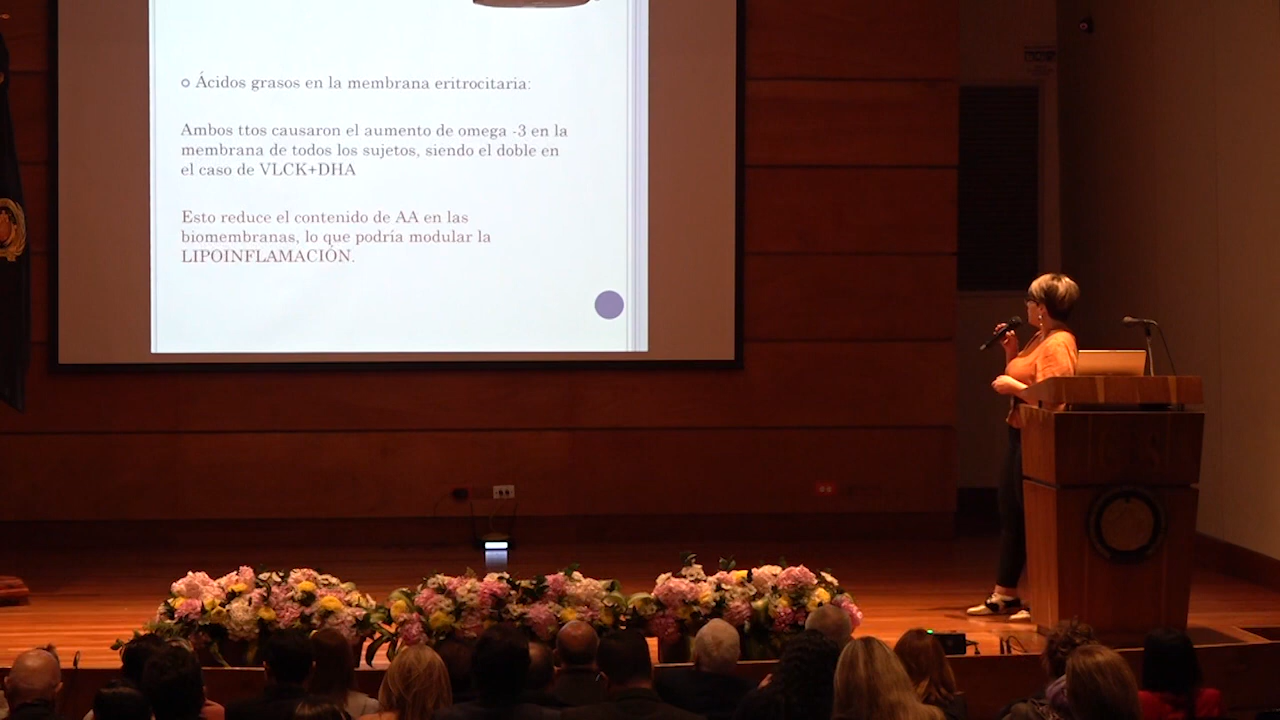 Ácidos grasos en la membrana eritrocitaria:
Ambos ttos causaron el aumento de omega -3 en la
membrana de todos los sujetos, siendo el doble en
el caso de VLCK+DHA
Esto reduce el contenido de AA en las
biomembranas, lo que podría modular la
LIPOINFLAMACIÓN.